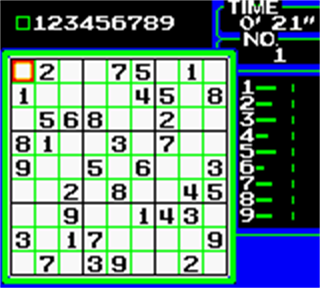 □123456789
TIME
0' 21"
NO.
1
2 7 5 1
1 4 5 8
5 6 8 2
8 1 3 7
9 5 6 3
2 8 4 5
9 1 4 3
3 1 7 9
7 3 9 2
1
2
3
4
5
6
7
8
9